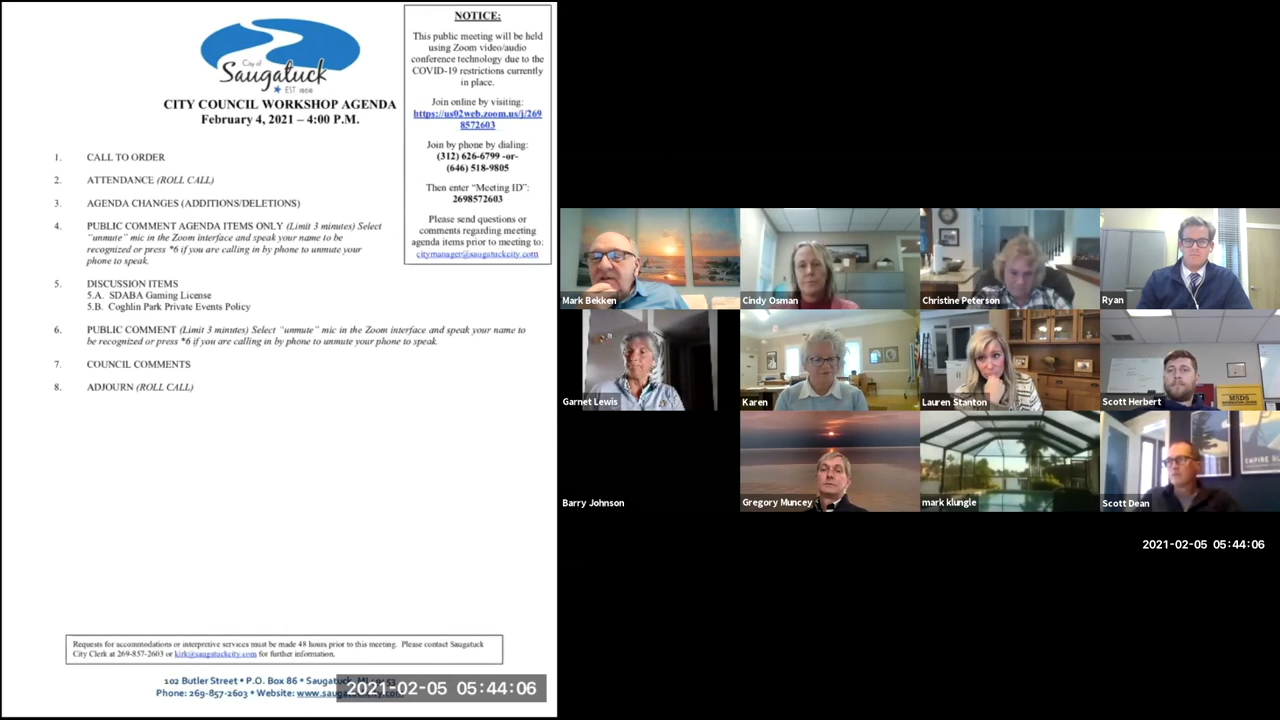 City of
Saugatuck
EST 1868
CITY COUNCIL WORKSHOP AGENDA
February 4, 2021 – 4:00 P.M.
NOTICE:
This public meeting will be held
using Zoom video/audio
conference technology due to the
COVID-19 restrictions currently
in place.
Join online by visiting:
https://us02web.zoom.us/j/269
8572603
Join by phone by dialing:
(312) 626-6799 -or-
(646) 518-9805
Then enter “Meeting ID”:
2698572603
Please send questions or
comments regarding meeting
agenda items prior to meeting to:
citymanager@saugatuckcity.com
1. CALL TO ORDER
2. ATTENDANCE (ROLL CALL)
3. AGENDA CHANGES (ADDITIONS/DELETIONS)
4. PUBLIC COMMENT AGENDA ITEMS ONLY (Limit 3 minutes) Select
“unmute” mic in the Zoom interface and speak your name to be
recognized or press *6 if you are calling in by phone to unmute your
phone to speak.
5. DISCUSSION ITEMS
5.A. SDABA Gaming License
5.B. Coghlin Park Private Events Policy
6. PUBLIC COMMENT (Limit 3 minutes) Select “unmute” mic in the Zoom interface and speak your name to
be recognized or press *6 if you are calling in by phone to unmute your phone to speak.
7. COUNCIL COMMENTS
8. ADJOURN (ROLL CALL)
Requests for accommodations or interpretive services must be made 48 hours prior to this meeting. Please contact Saugatuck
City Clerk at 269-857-2603 or kirk@saugatuckcity.com for further information.
102 Butler Street • P.O. Box 86 • Saugatuck,
Phone: 269-857-2603 • Website:
2021-02-05 05:44:06
Mark Bekken
Cindy Osman
Christine Peterson
Ryan
Garnet Lewis
Karen
Lauren Stanton
MSDS
Scott Herbert
Barry Johnson
Gregory Muncey
mark klungle
Scott Dean
2021-02-05 05:44:06